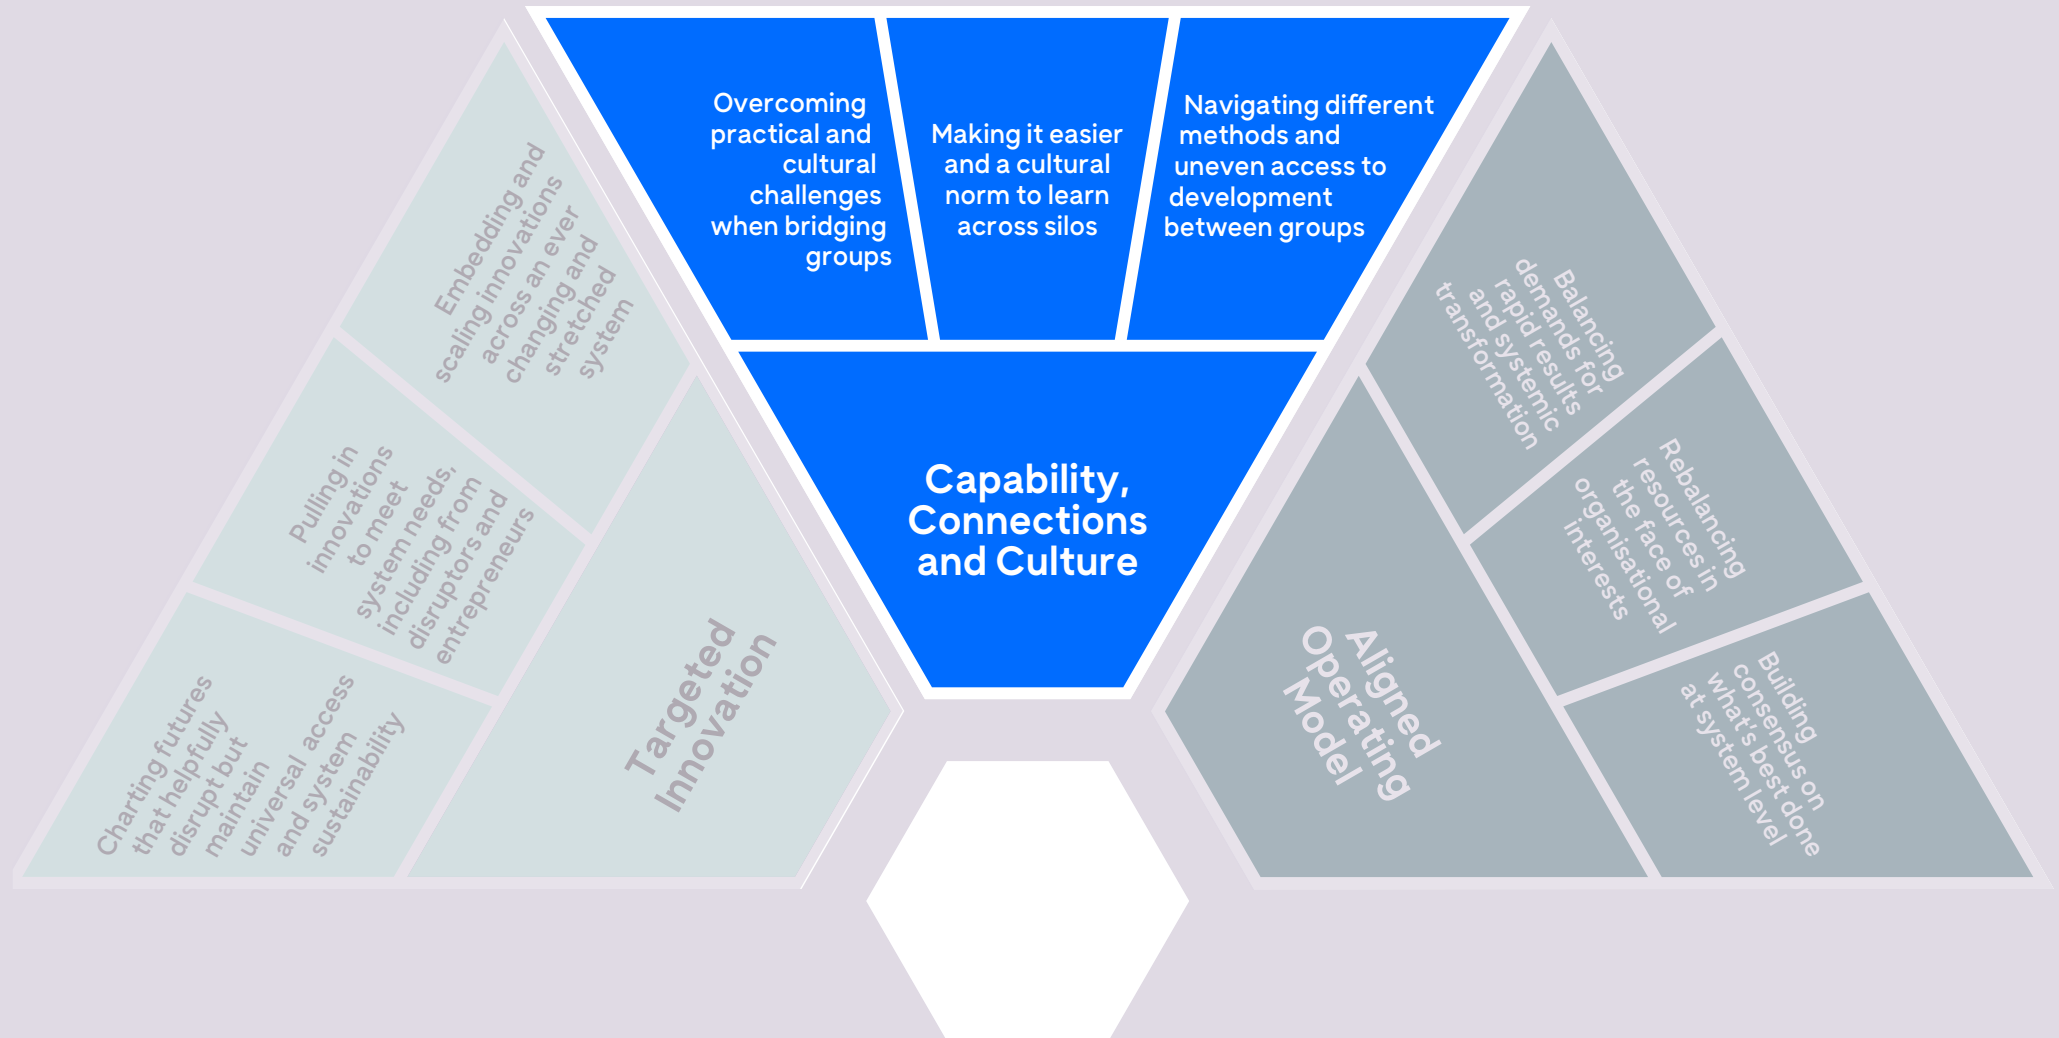 Overcoming
practical and
cultural
challenges
when bridging
groups
Making it easier
and a cultural
norm to learn
across silos
Navigating different
methods and
uneven access to
development
between groups
Capability,
Connections
and Culture
Embedding and
scaling innovations
across an ever
changing and
stretched
system
Pulling in
innovations
to meet
system needs,
including from
disruptors and
entrepreneurs
Charting futures
that helpfully
disrupt but
maintain
universal access
and system
sustainability
Targeted
Innovation
Balancing
demands for
rapid results
and systemic
transformation
Rebalancing
resources in
the face of
organisational
interests
Building
consensus on
what's best done
at system level
Aligned
Operating
Model